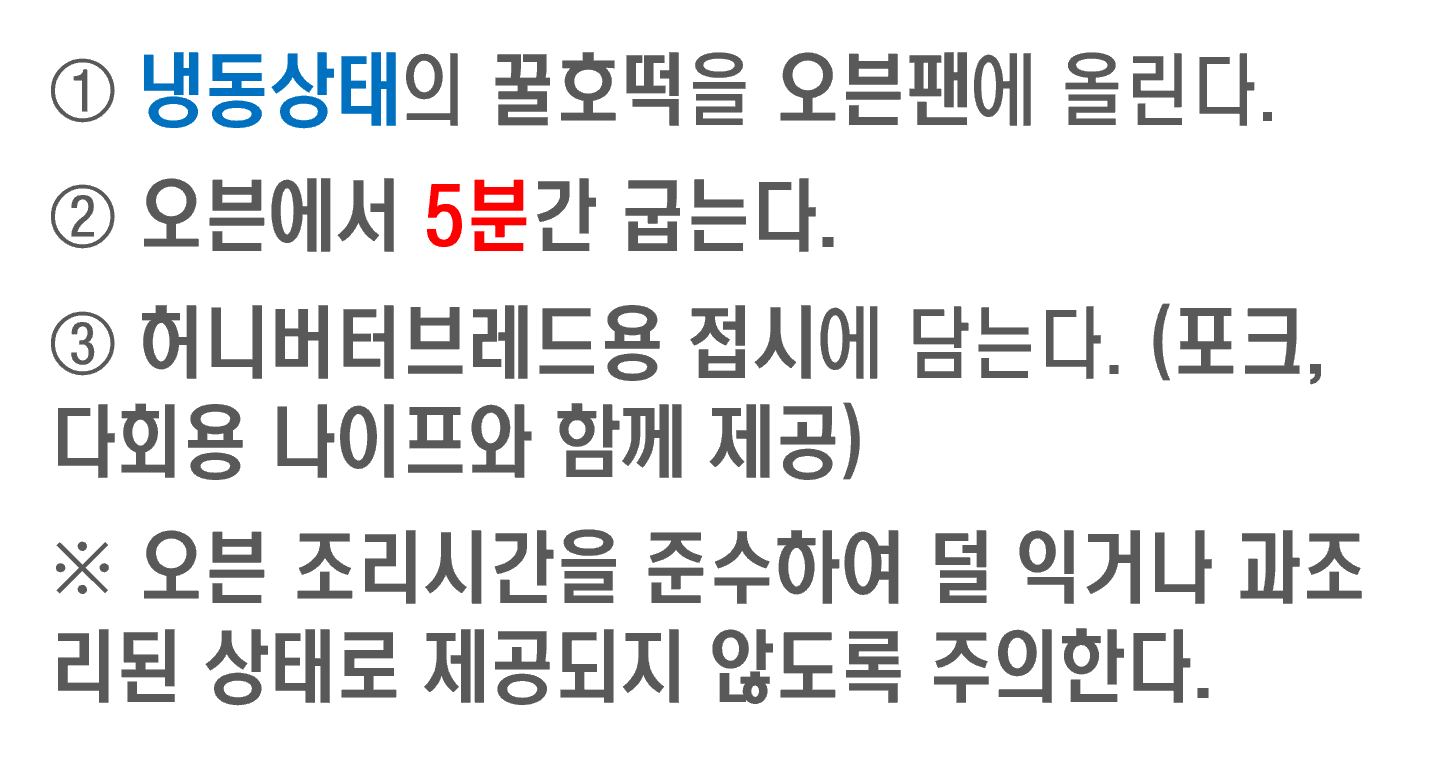 ① 냉동상태의 꿀호떡을 오븐팬에 올린다.
② 오븐에서 5분간 굽는다.
③ 허니버터브레드용 접시에 담는다. (포크,
다회용 나이프와 함께 제공)
※ 오븐 조리시간을 준수하여 덜 익거나 과조
리된 상태로 제공되지 않도록 주의한다.